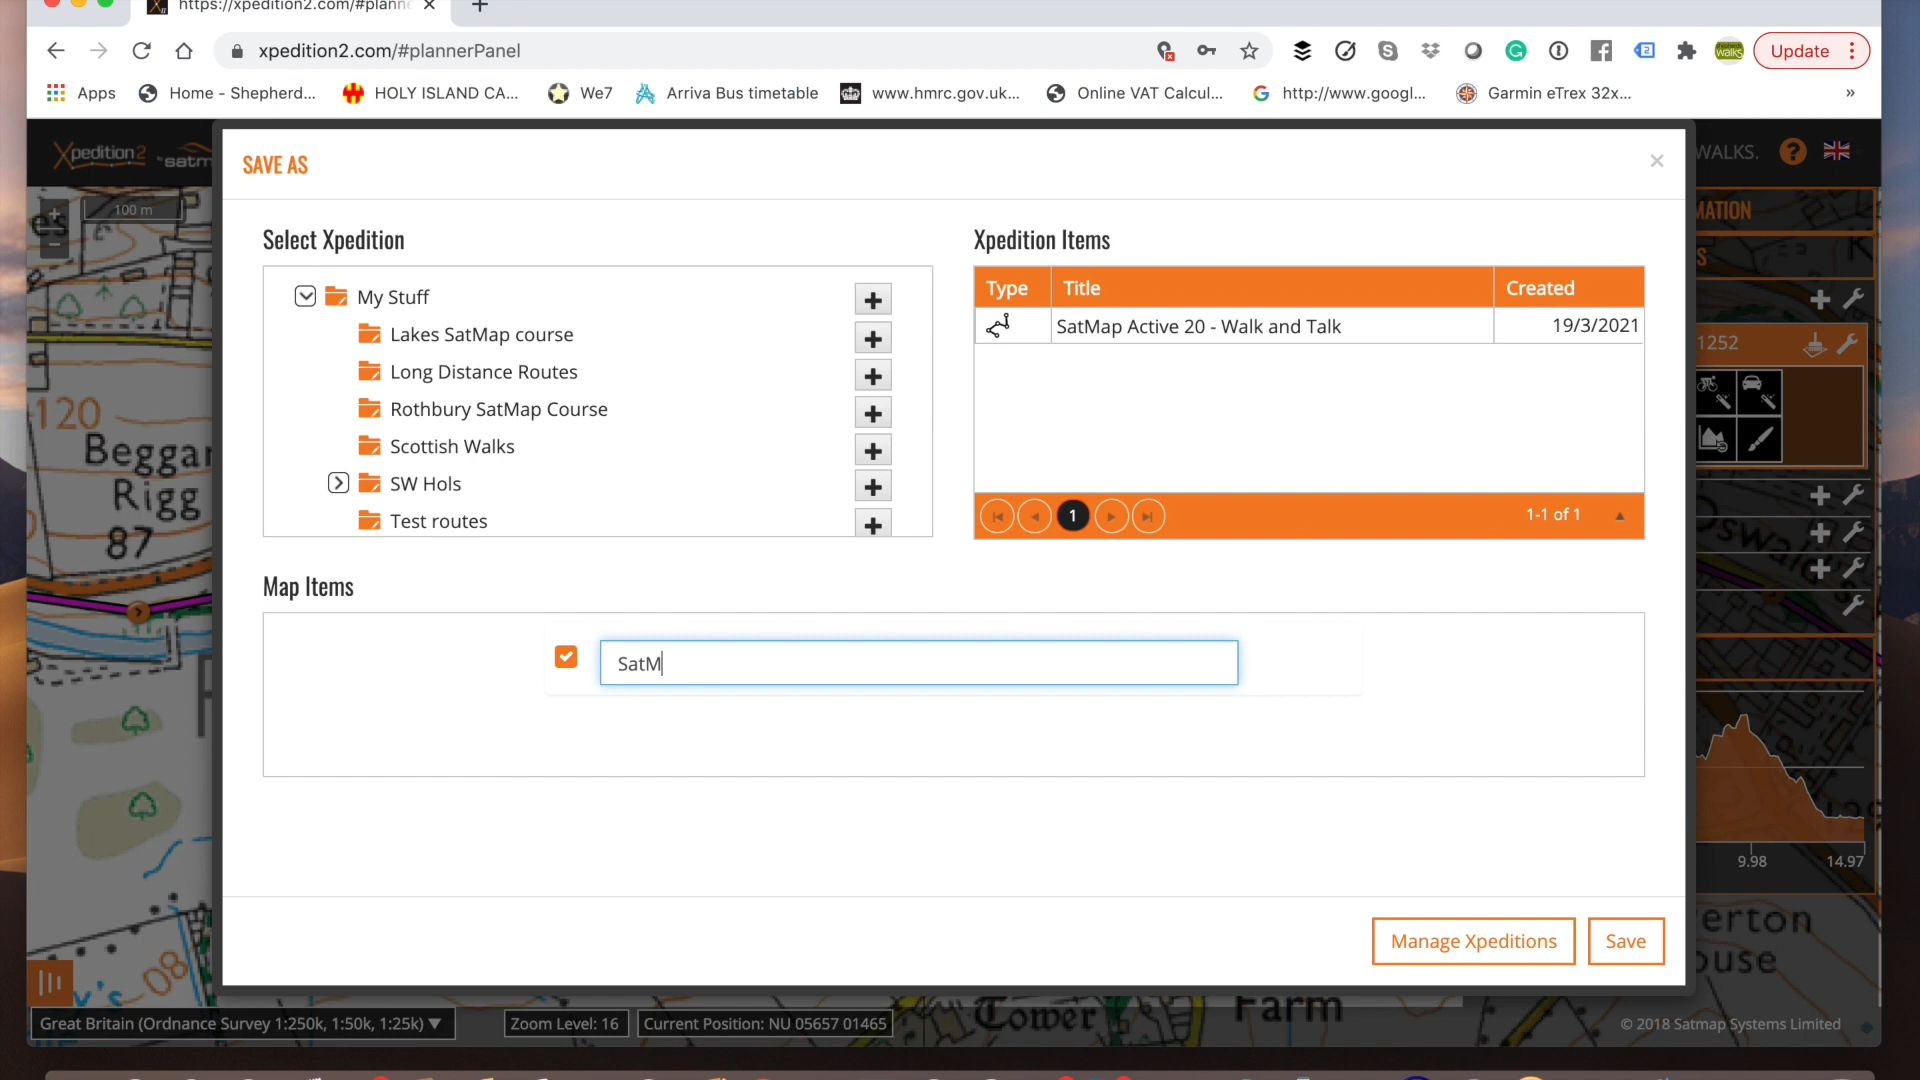 https://xpedition2.com/#planne
xpedition2.com/#plannerPanel
walks
Update
Apps
Home - Shepherd...
HOLY ISLAND CA...
We7
Arriva Bus timetable
www.hmrc.gov.uk...
Online VAT Calcul...
http://www.googl...
Garmin eTrex 32x...
»
Xpedition2 by satm
SAVE AS
×
WALKS.
?
100 m
MATION
S
Select Xpedition
Xpedition Items
My Stuff
Lakes SatMap course
Long Distance Routes
Rothbury SatMap Course
Scottish Walks
SW Hols
Test routes
Type Title Created
SatMap Active 20 - Walk and Talk 19/3/2021
1 1-1 of 1
1252
120
Beggar
Rigg
87
Map Items
SatM
9.98 14.97
Manage Xpeditions
Save
erton
ouse
08
y's
Tower
Farm
Great Britain (Ordnance Survey 1:250k, 1:50k, 1:25k) ▼
Zoom Level: 16
Current Position: NU 05657 01465
© 2018 Satmap Systems Limited